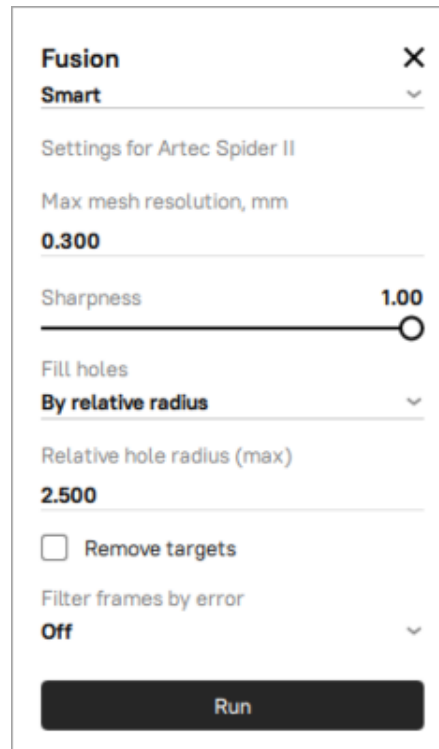 Fusion
Smart
Settings for Artec Spider II
Max mesh resolution, mm
0.300
Sharpness 1.00
Fill holes
By relative radius
Relative hole radius (max)
2.500
Remove targets
Filter frames by error
Off
Run